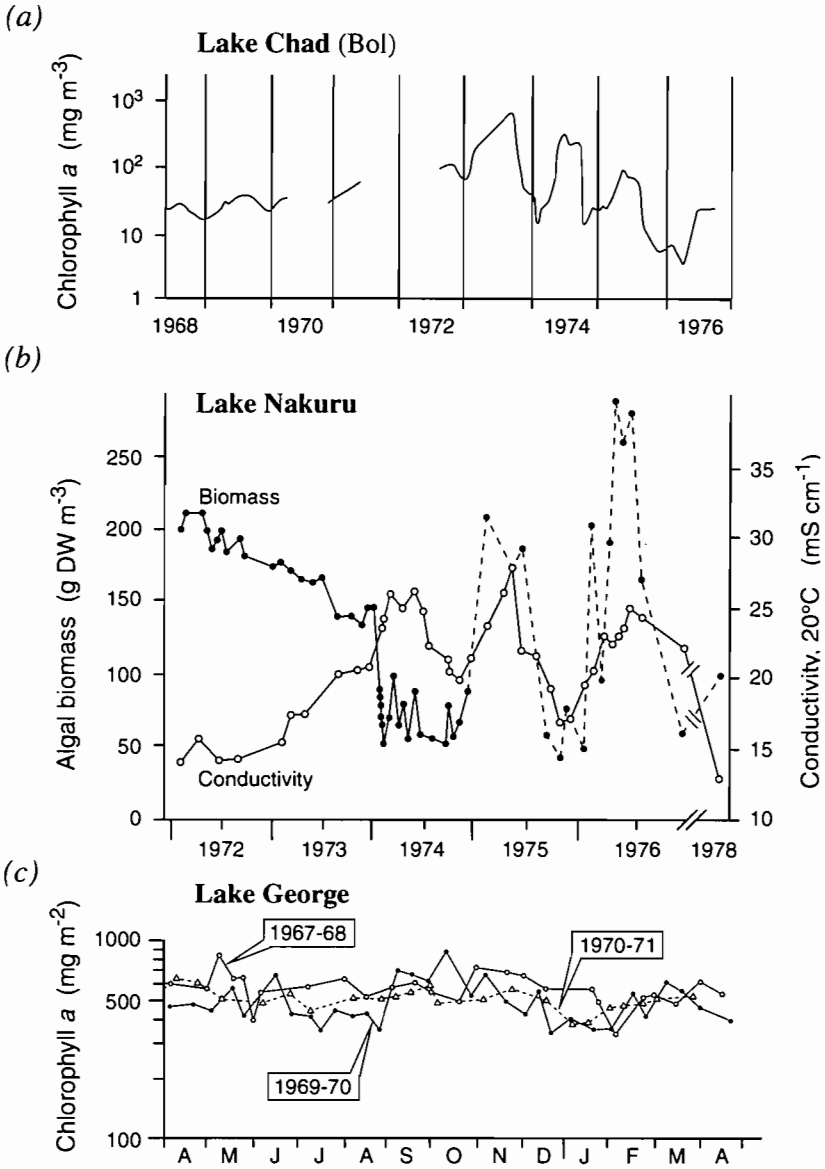 (a)
Lake Chad (Bol)
Chlorophyll a (mg m⁻³)
10³
10²
10
1
1968 1970 1972 1974 1976
(b)
Lake Nakuru
Algal biomass (g DW m⁻³)
250
200
150
100
50
0
Biomass
Conductivity
Conductivity, 20°C (mS cm⁻¹)
35
30
25
20
15
10
1972 1973 1974 1975 1976 1978
(c)
Lake George
Chlorophyll a (mg m⁻²)
1000
500
100
1967-68
1970-71
1969-70
A M J J A S O N D J F M A